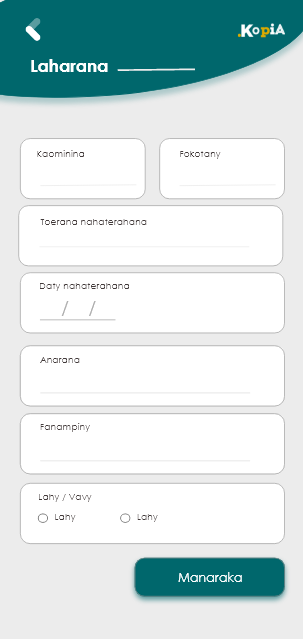 .KopiA
Laharana
Kaominina Fokotany
Toerana nahaterahana
Daty nahaterahana
/ /
Anarana
Fanampiny
Lahy / Vavy
Lahy Lahy
Manaraka